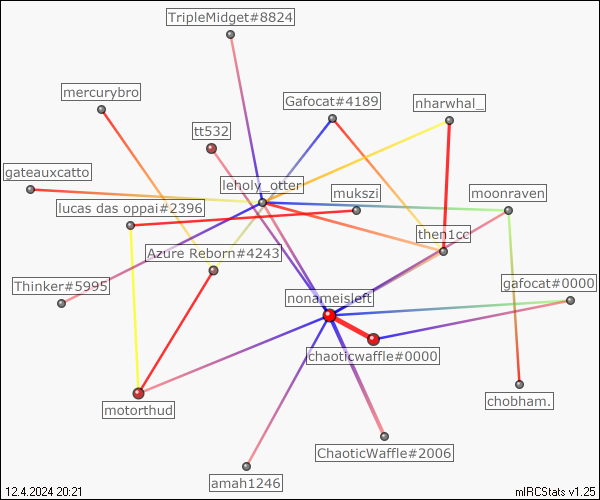 TripleMidget#8824
mercurybro
Gafocat#4189
nharwhal_
tt532
gateauxcatto
leholy_otter
mukszi
moonraven
lucas das oppai#2396
then1cc
Azure Reborn#4243
Thinker#5995
gafocat#0000
nonameisleft
chaoticwaffle#0000
chobham.
motorthud
ChaoticWaffle#2006
amah1246
12.4.2024 20:21
mIRCStats v1.25